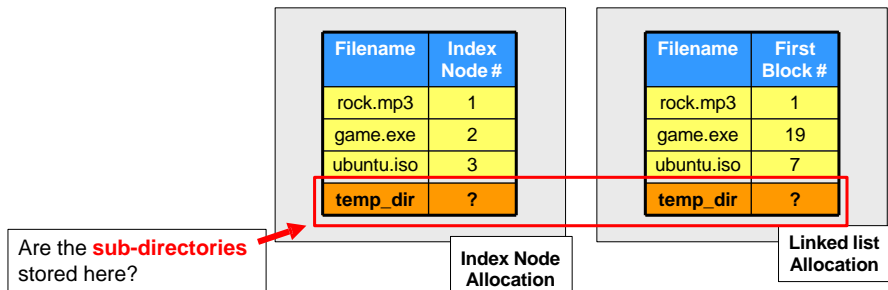 Filename Index Node #
rock.mp3 1
game.exe 2
ubuntu.iso 3
temp_dir ?
Filename First Block #
rock.mp3 1
game.exe 19
ubuntu.iso 7
temp_dir ?
Are the sub-directories
stored here?
Index Node
Allocation
Linked list
Allocation